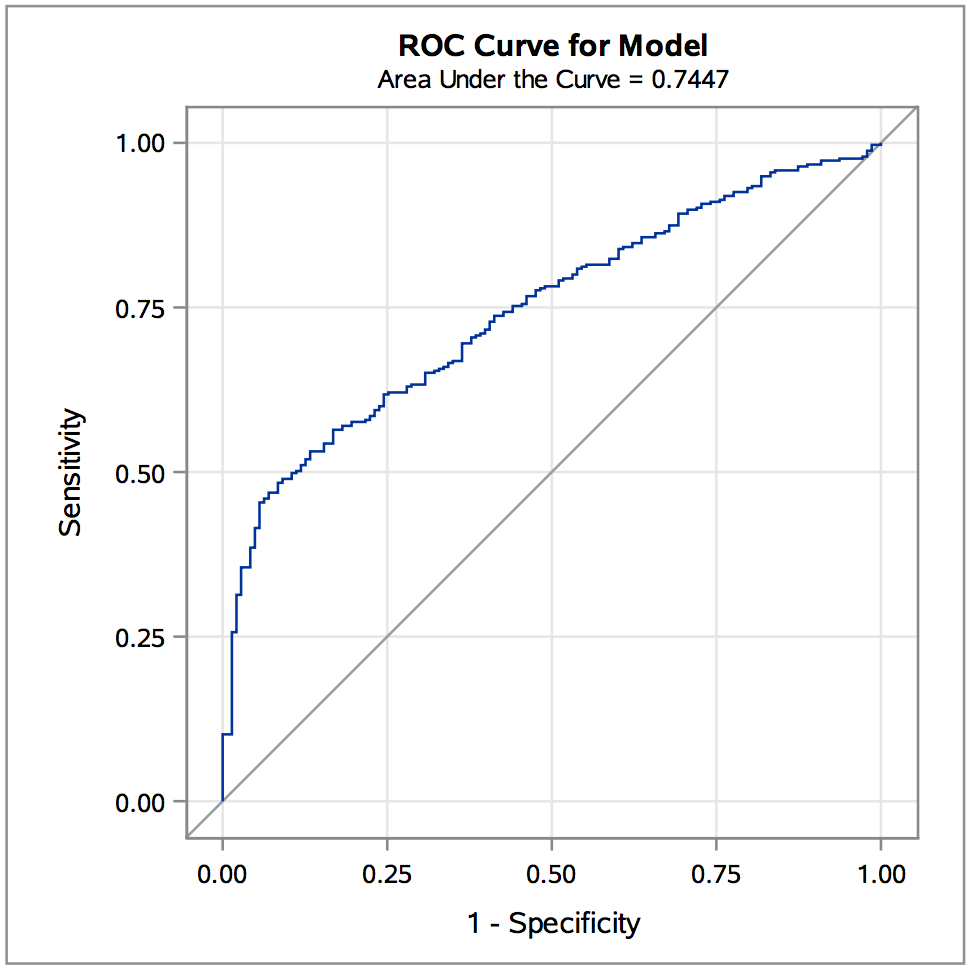 ROC Curve for Model
Area Under the Curve = 0.7447
1.00
0.75
0.50
0.25
0.00
Sensitivity
0.00 0.25 0.50 0.75 1.00
1 - Specificity